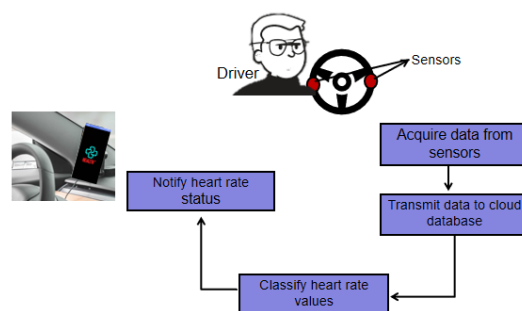 Driver
Sensors
Acquire data from
sensors
Transmit data to cloud
database
Classify heart rate
values
Notify heart rate
status